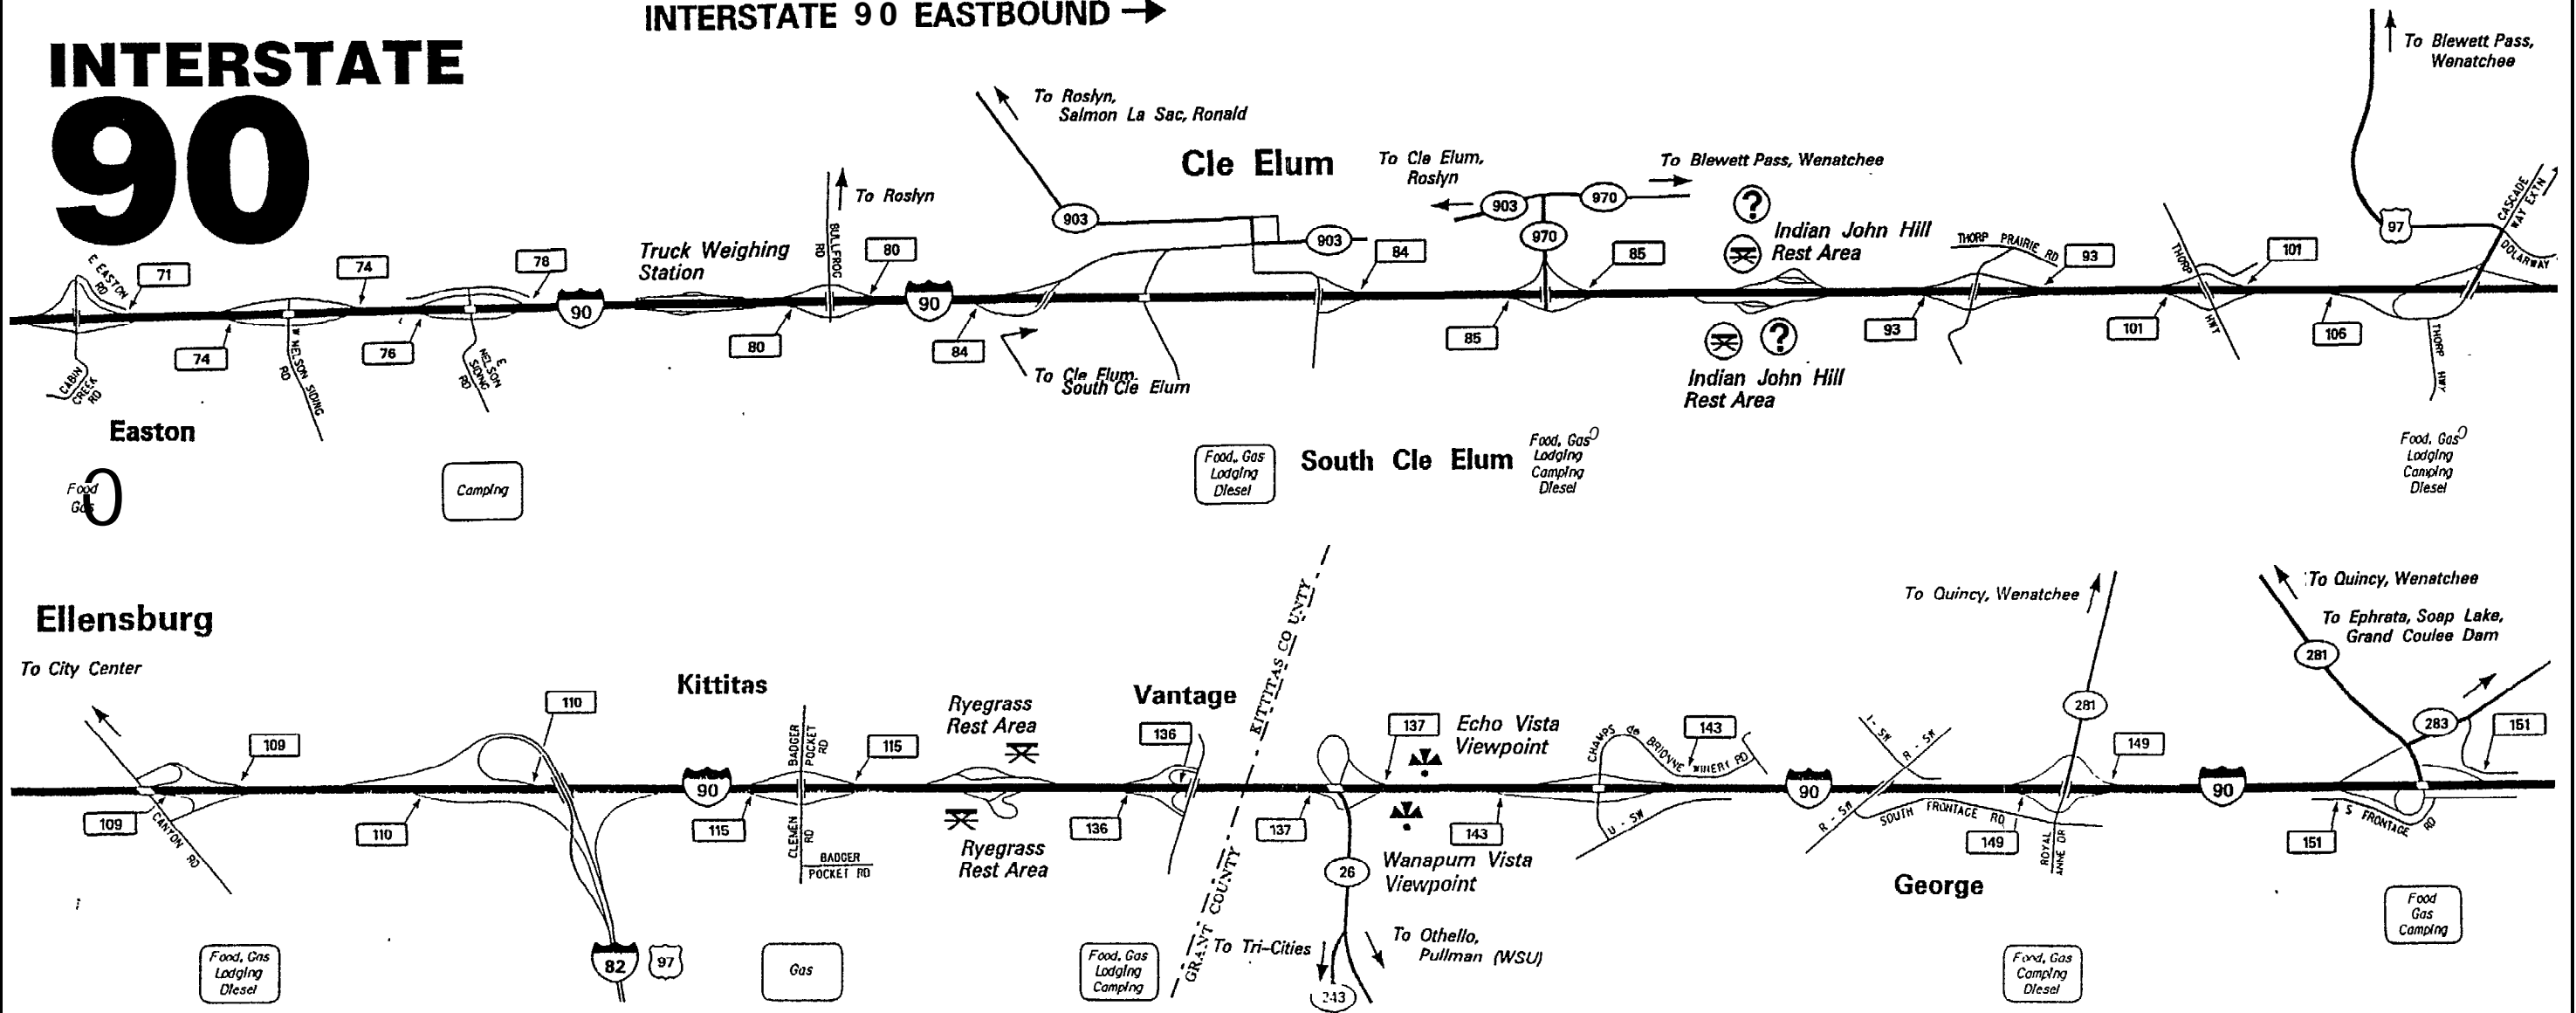 INTERSTATE 90 EASTBOUND
INTERSTATE
90
To Blewett Pass,
Wenatchee
To Roslyn,
Salmon La Sac, Ronald
Cle Elum
To Cle Elum,
Roslyn
To Blewett Pass, Wenatchee
?
Indian John Hill
Rest Area
903
903
903
970
970
97
CASCADE
WAY EXTN
DOLARWAY
To Roslyn
BULLFROG
RD
Truck Weighing
Station
E EASTON
RD
71
74
78
80
84
85
THORP PRAIRIE RD
93
THORP
HWY
101
90
90
74
76
80
84
85
93
101
106
CABIN
CREEK
RD
W NELSON SIDING
RD
E
NELSON
SIDING
RD
To Cle Elum,
South Cle Elum
?
Indian John Hill
Rest Area
THORP HWY
Easton
Food
Gas
Camping
Food, Gas
Lodging
Diesel
South Cle Elum
Food, Gas
Lodging
Camping
Diesel
Food, Gas
Lodging
Camping
Diesel
Ellensburg
To City Center
Kittitas
Vantage
KITTITAS COUNTY
GRANT COUNTY
To Quincy, Wenatchee
To Quincy, Wenatchee
To Ephrata, Soap Lake,
Grand Coulee Dam
281
281
283
109
110
BADGER
POCKET
RD
115
Ryegrass
Rest Area
136
137
Echo Vista
Viewpoint
CHAMPS de BRIONNE WINERY RD
143
I - SW
R - SW
149
151
90
90
90
109
CANYON RD
110
115
CLEMEN
RD
BADGER
POCKET RD
Ryegrass
Rest Area
136
137
26
Wanapum Vista
Viewpoint
143
U - SW
R - SW
SOUTH FRONTAGE RD
149
ROYAL
ANNE DR
151
S FRONTAGE RD
George
82
97
To Tri-Cities
To Othello,
Pullman (WSU)
243
Food, Gas
Lodging
Diesel
Gas
Food, Gas
Lodging
Camping
Food, Gas
Camping
Diesel
Food
Gas
Camping